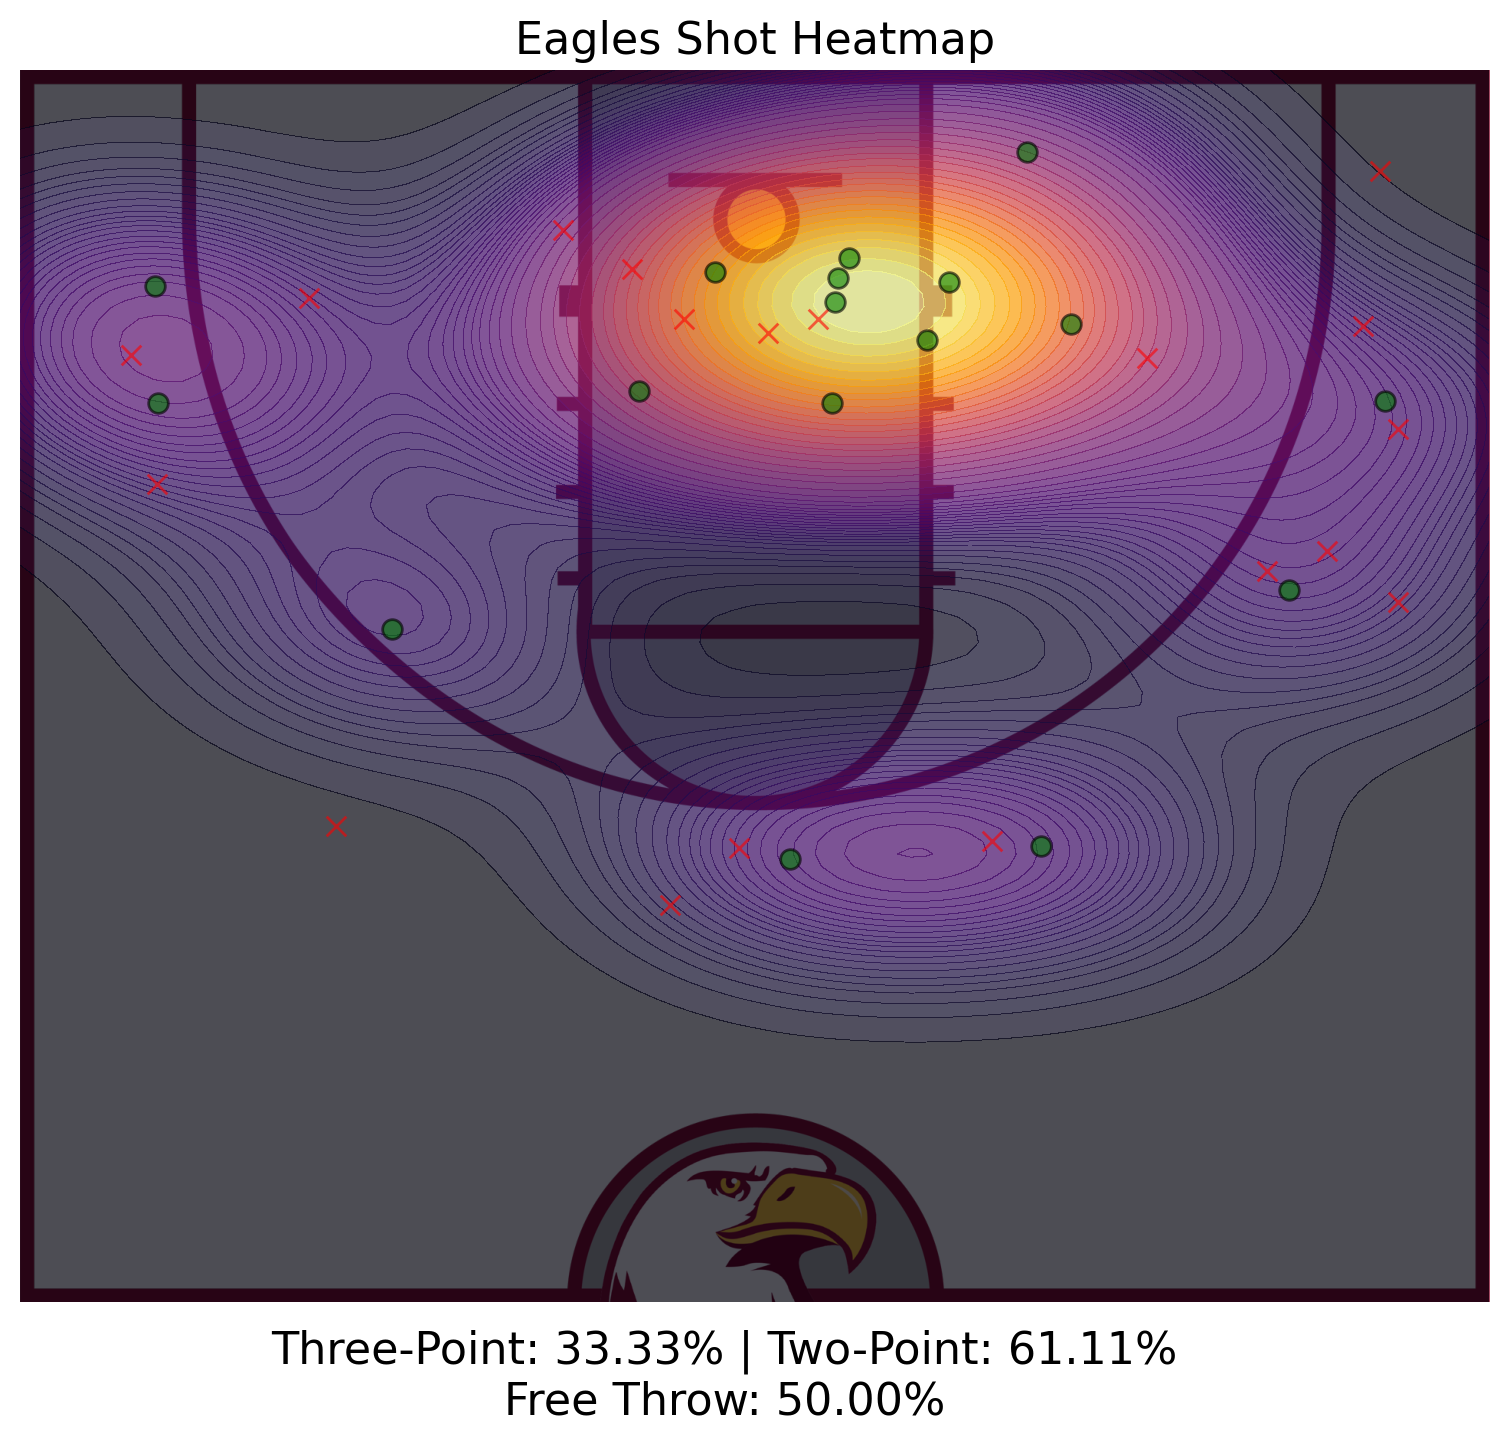 Eagles Shot Heatmap
Three-Point: 33.33% | Two-Point: 61.11%
Free Throw: 50.00%